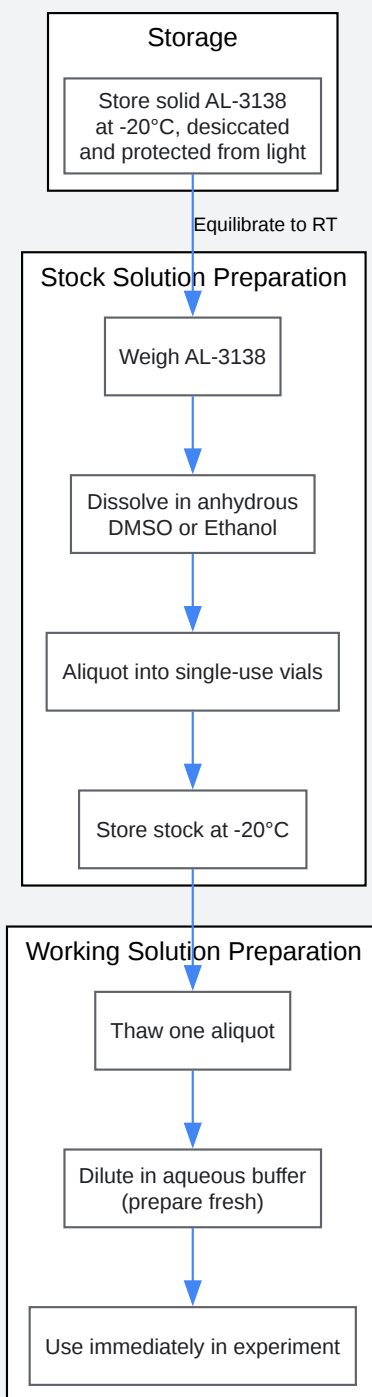 Storage
Store solid AL-3138
at -20°C, desiccated
and protected from light
Equilibrate to RT
Stock Solution Preparation
Weigh AL-3138
Dissolve in anhydrous
DMSO or Ethanol
Aliquot into single-use vials
Store stock at -20°C
Working Solution Preparation
Thaw one aliquot
Dilute in aqueous buffer
(prepare fresh)
Use immediately in experiment